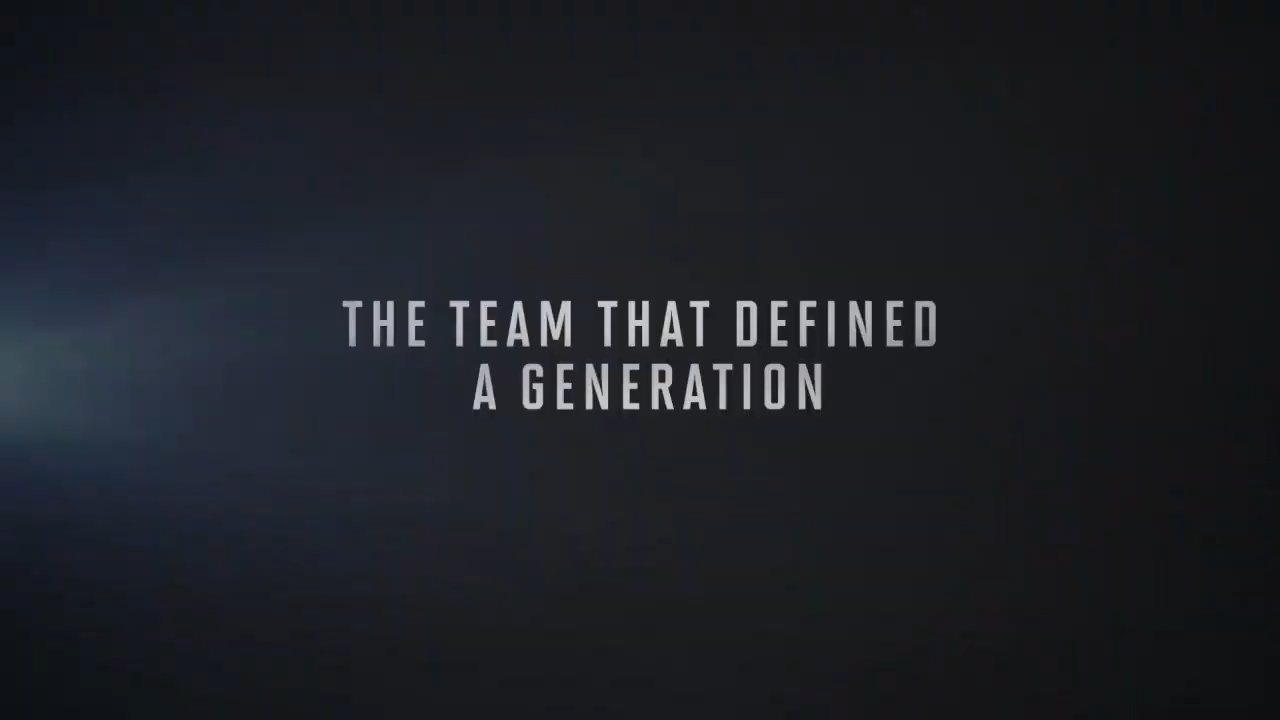 THE TEAM THAT DEFINED
A GENERATION